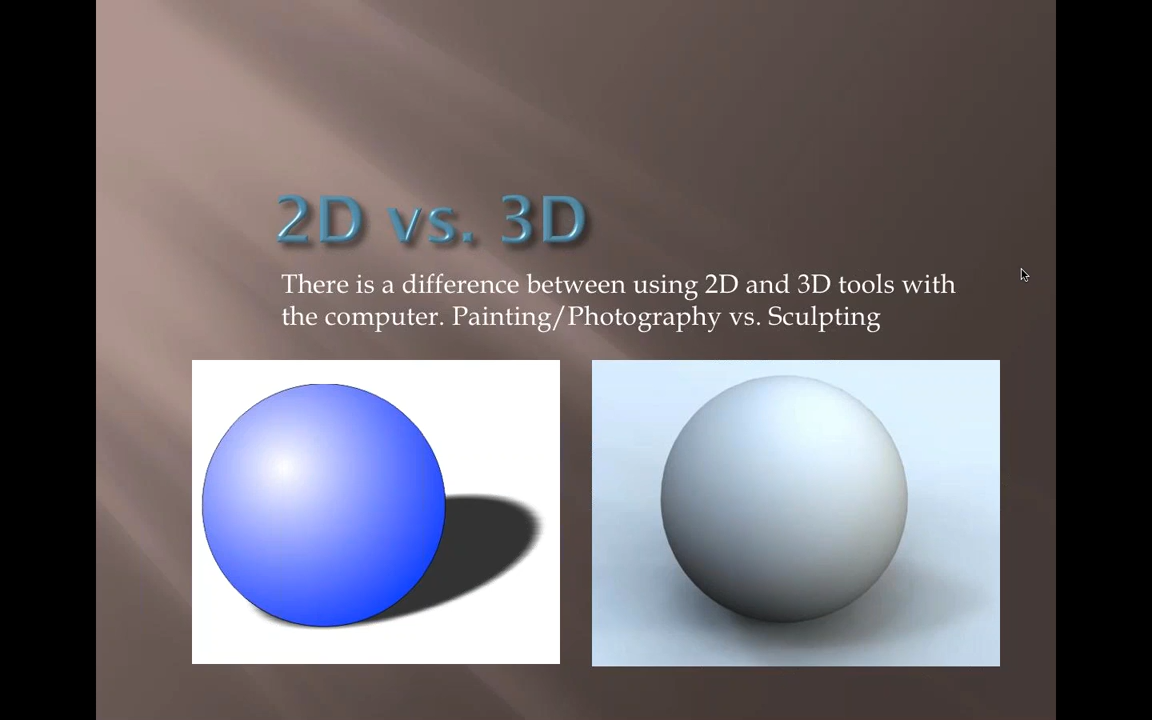 2D vs. 3D
There is a difference between using 2D and 3D tools with
the computer. Painting/Photography vs. Sculpting